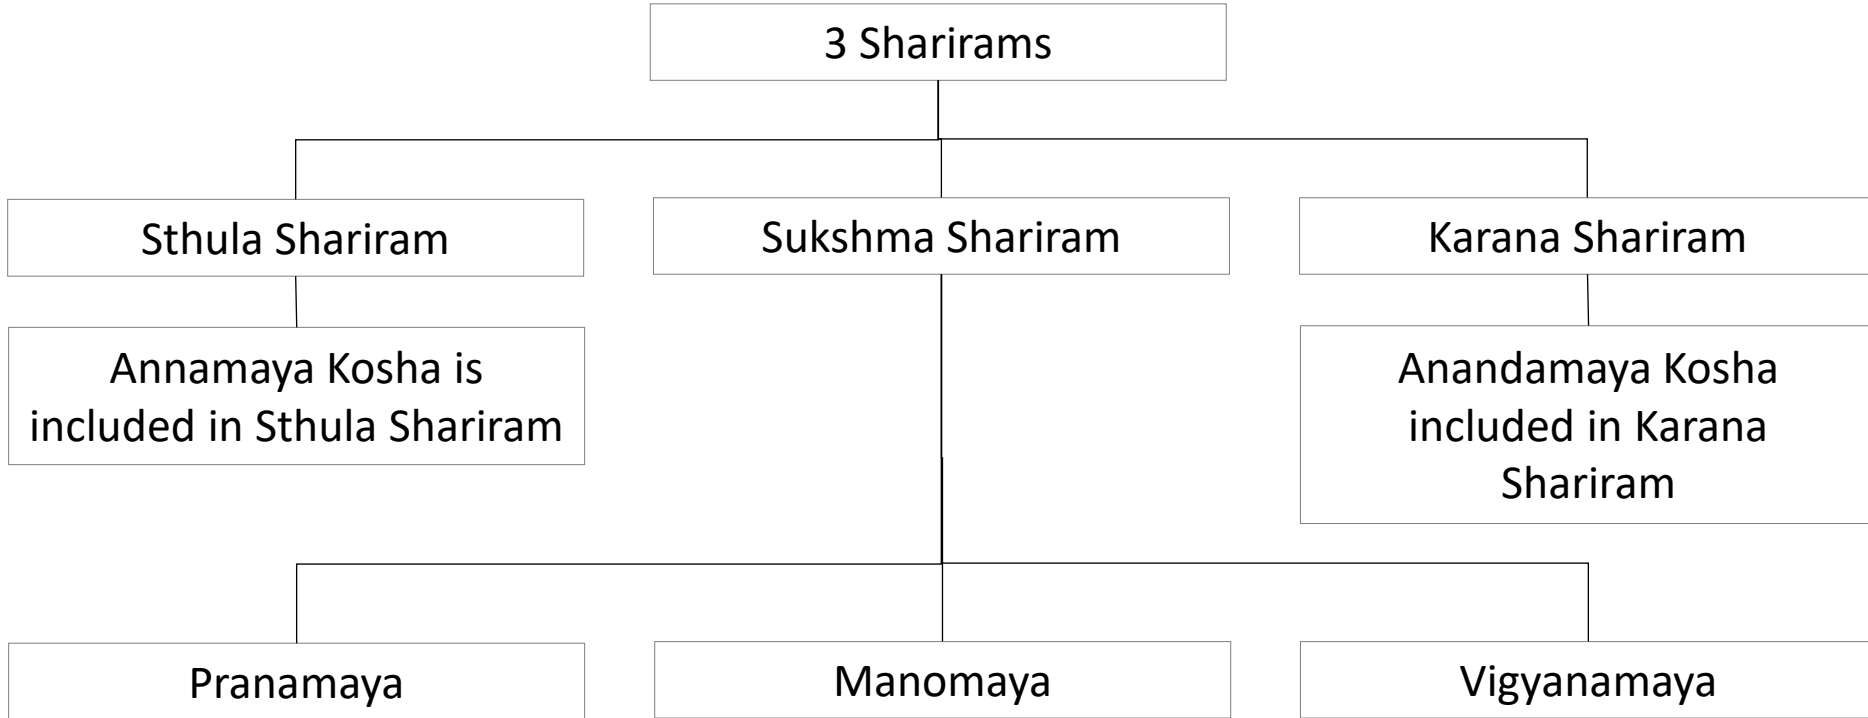 3 Sharirams
Sthula Shariram
Sukshma Shariram
Karana Shariram
Annamaya Kosha is
included in Sthula Shariram
Anandamaya Kosha
included in Karana
Shariram
Pranamaya
Manomaya
Vigyanamaya